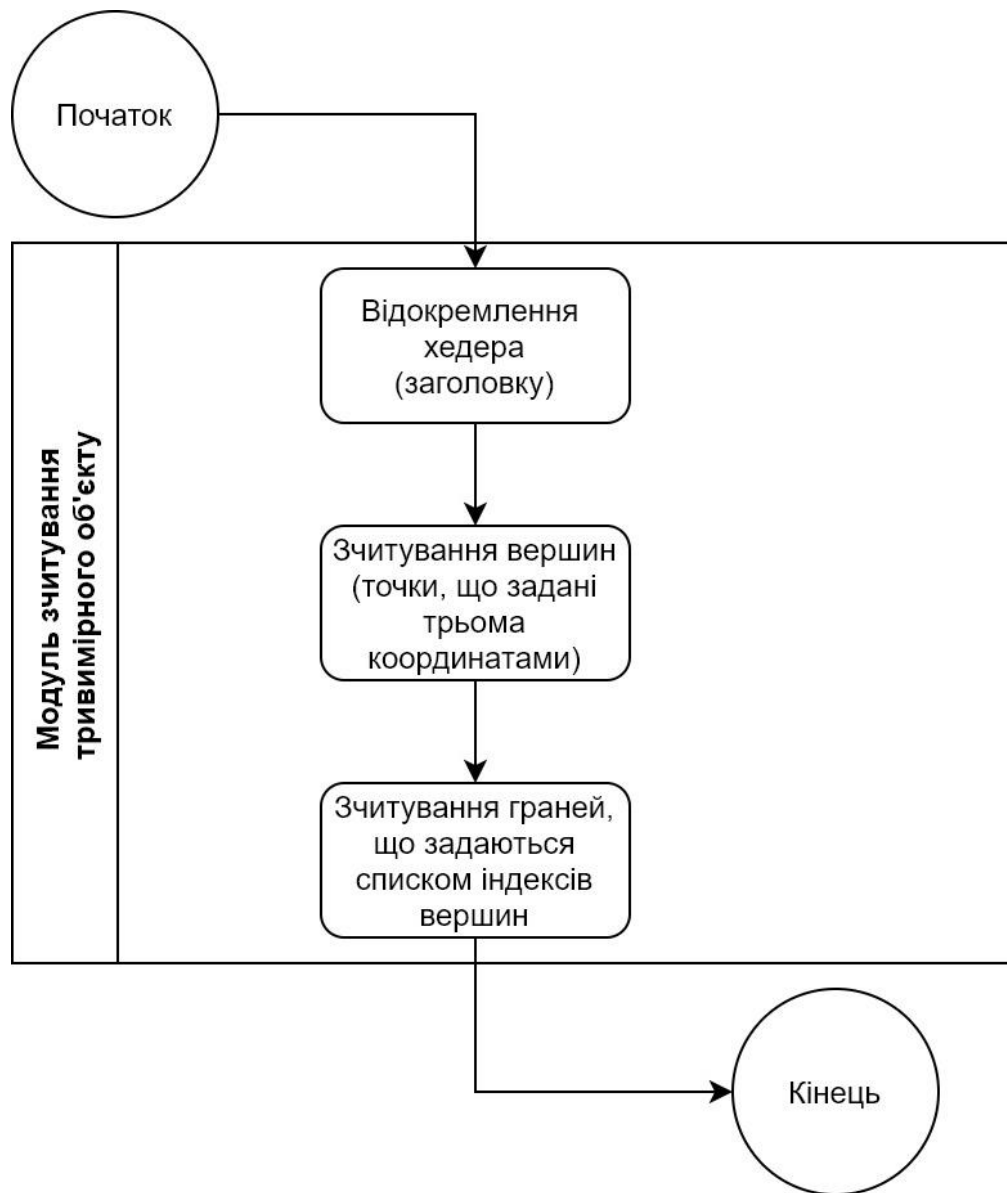 Початок
Модуль зчитування
тривимірного об'єкту
Відокремлення
хедера
(заголовку)
Зчитування вершин
(точки, що задані
трьома
координатами)
Зчитування граней,
що задаються
списком індексів
вершин
Кінець